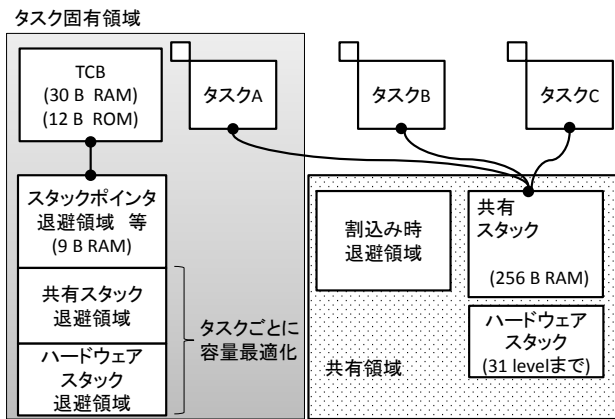 タスク固有領域
TCB
(30 B RAM)
(12 B ROM)
タスクA
タスクB
タスクC
スタックポインタ
退避領域 等
(9 B RAM)
共有スタック
退避領域
ハードウェア
スタック
退避領域
タスクごとに
容量最適化
割込み時
退避領域
共有
スタック
(256 B RAM)
ハードウェア
スタック
(31 levelまで)
共有領域